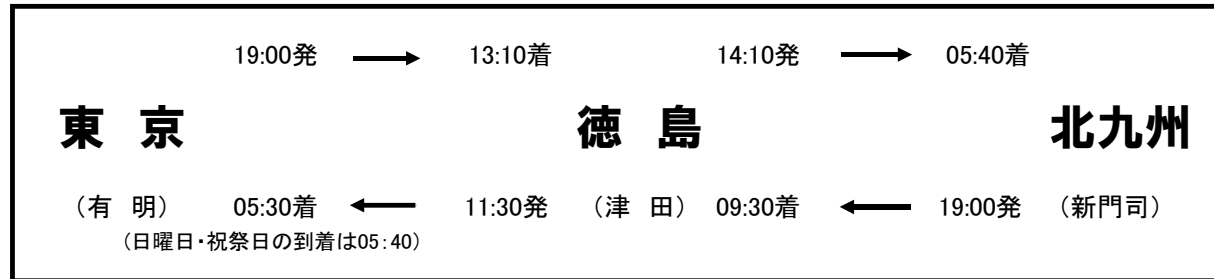 19:00発 → 13:10着 14:10発 → 05:40着
東 京 徳 島 北九州
（有 明） 05:30着 ← 11:30発 （津 田） 09:30着 ← 19:00発 （新門司）
（日曜日・祝祭日の到着は05:40）